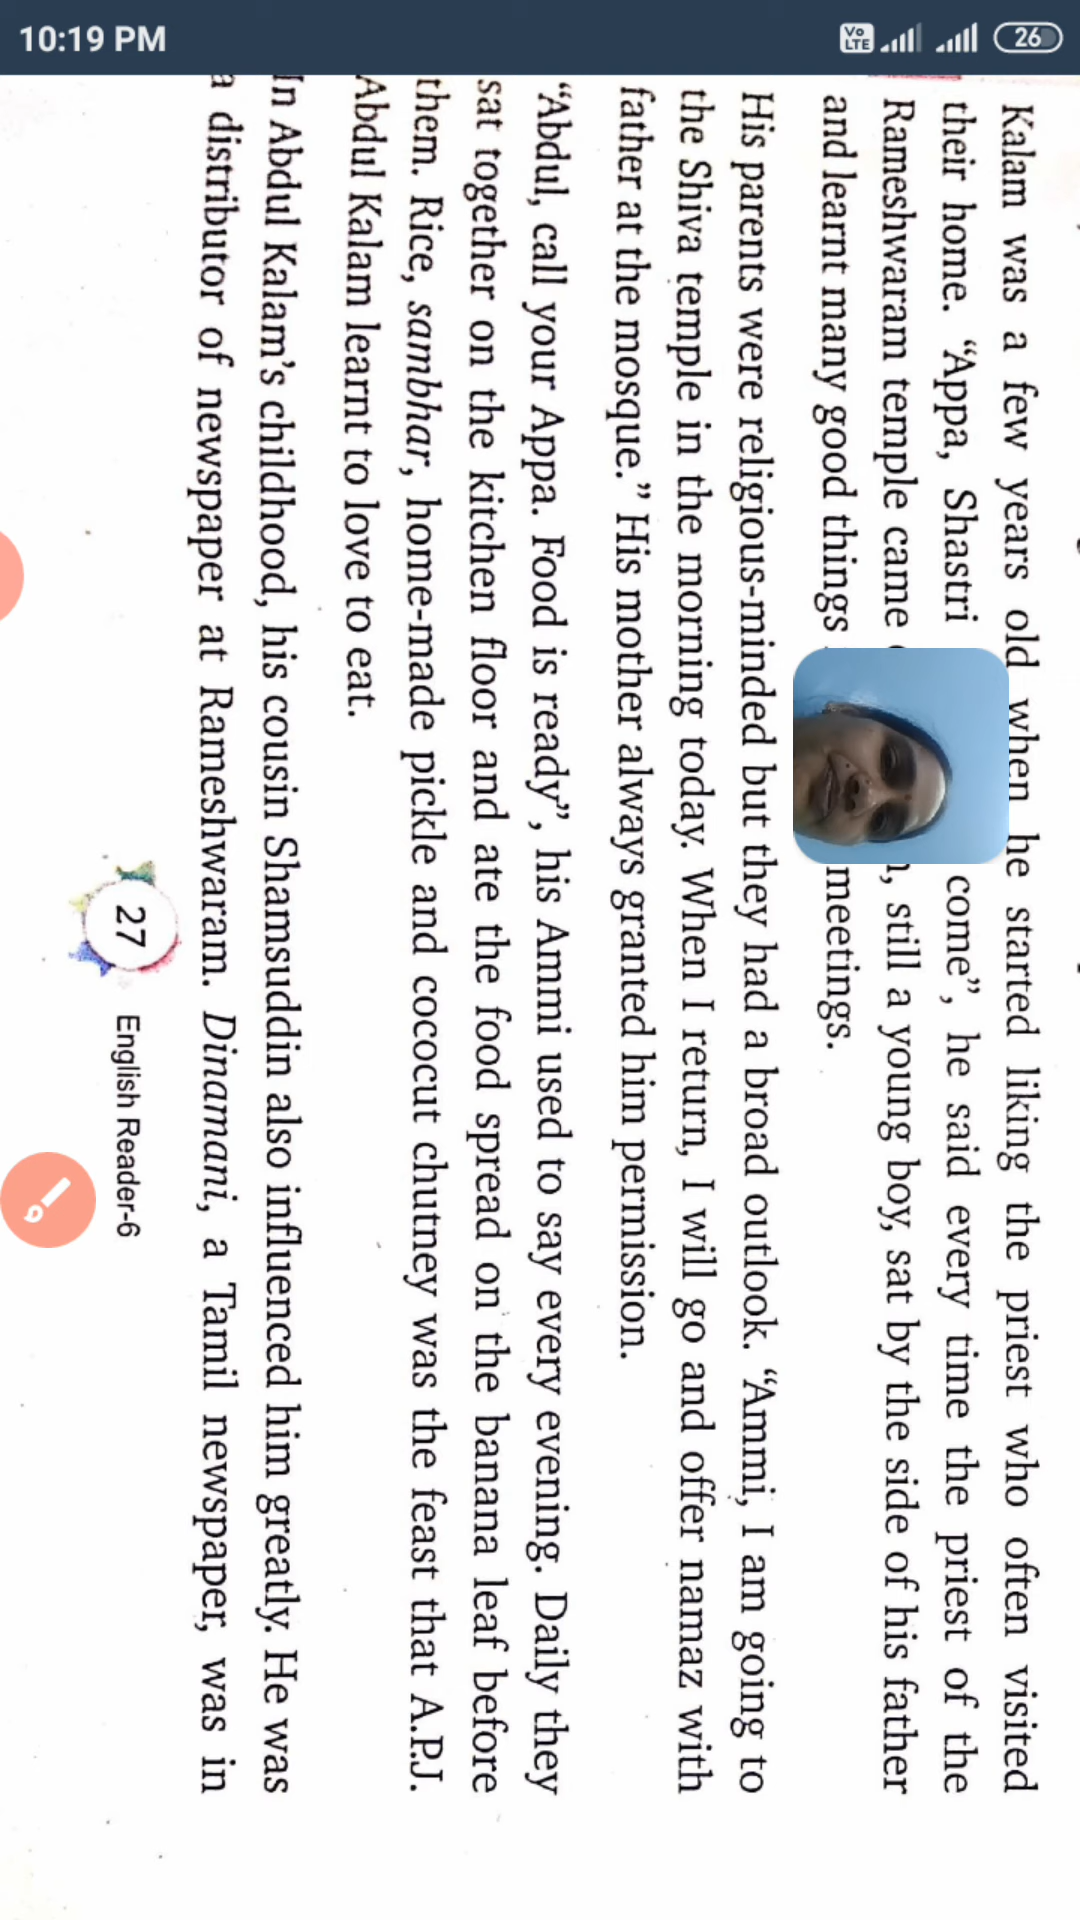 10:19 PM
Vo LTE
26
Kalam was a few years old when he started liking the priest who often visited
their home. “Appa, Shastri come”, he said every time the priest of the
Rameshwaram temple came , still a young boy, sat by the side of his father
and learnt many good things meetings.
His parents were religious-minded but they had a broad outlook. “Ammi, I am going to
the Shiva temple in the morning today. When I return, I will go and offer namaz with
father at the mosque.” His mother always granted him permission.
“Abdul, call your Appa. Food is ready”, his Ammi used to say every evening. Daily they
sat together on the kitchen floor and ate the food spread on the banana leaf before
them. Rice, sambhar, home-made pickle and cococut chutney was the feast that A.P.J.
Abdul Kalam learnt to love to eat.
In Abdul Kalam’s childhood, his cousin Shamsuddin also influenced him greatly. He was
a distributor of newspaper at Rameshwaram. Dinamani, a Tamil newspaper, was in
27
English Reader-6